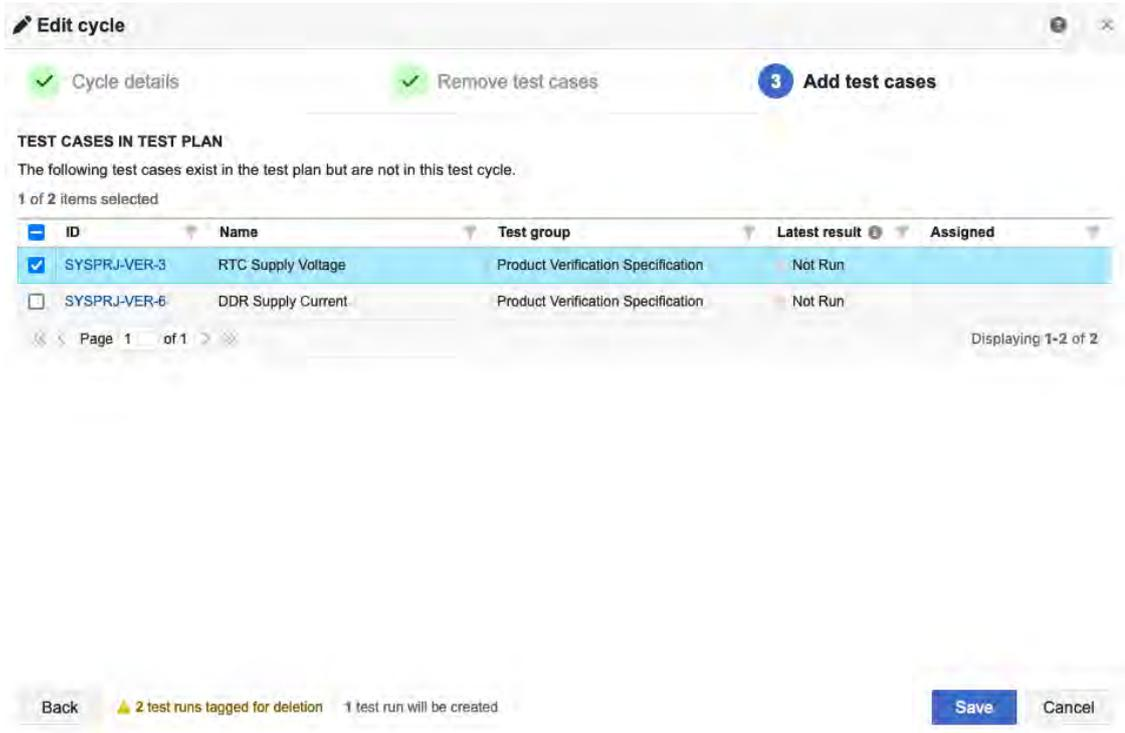 Edit cycle
Cycle details
Remove test cases
3 Add test cases
TEST CASES IN TEST PLAN
The following test cases exist in the test plan but are not in this test cycle.
1 of 2 items selected
ID Name Test group Latest result Assigned
SYSPRJ-VER-3 RTC Supply Voltage Product Verification Specification Not Run
SYSPRJ-VER-6 DDR Supply Current Product Verification Specification Not Run
Page 1 of 1 Displaying 1-2 of 2
Back 2 test runs tagged for deletion 1 test run will be created Save Cancel